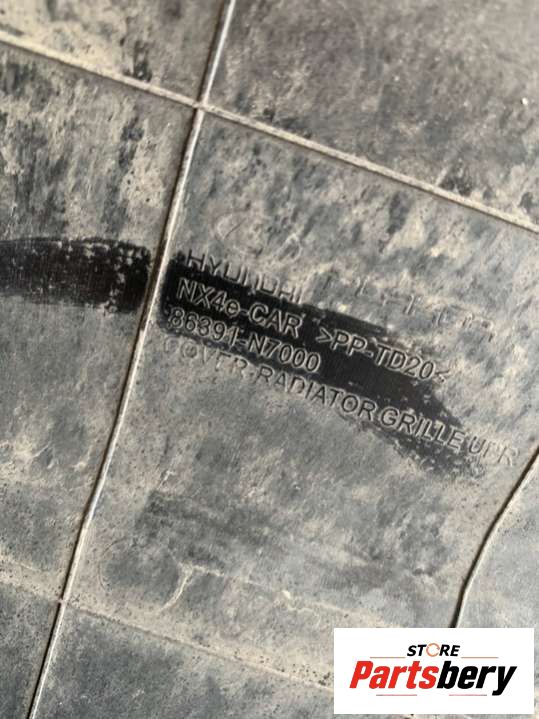 HYUNDAI
NX4e-CAR >PP-TD20<
86391-N7000
COVER-RADIATOR GRILLE UPR
STORE
Partsbery